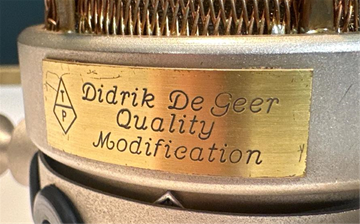 T
P
Didrik De Geer
Quality
Modification